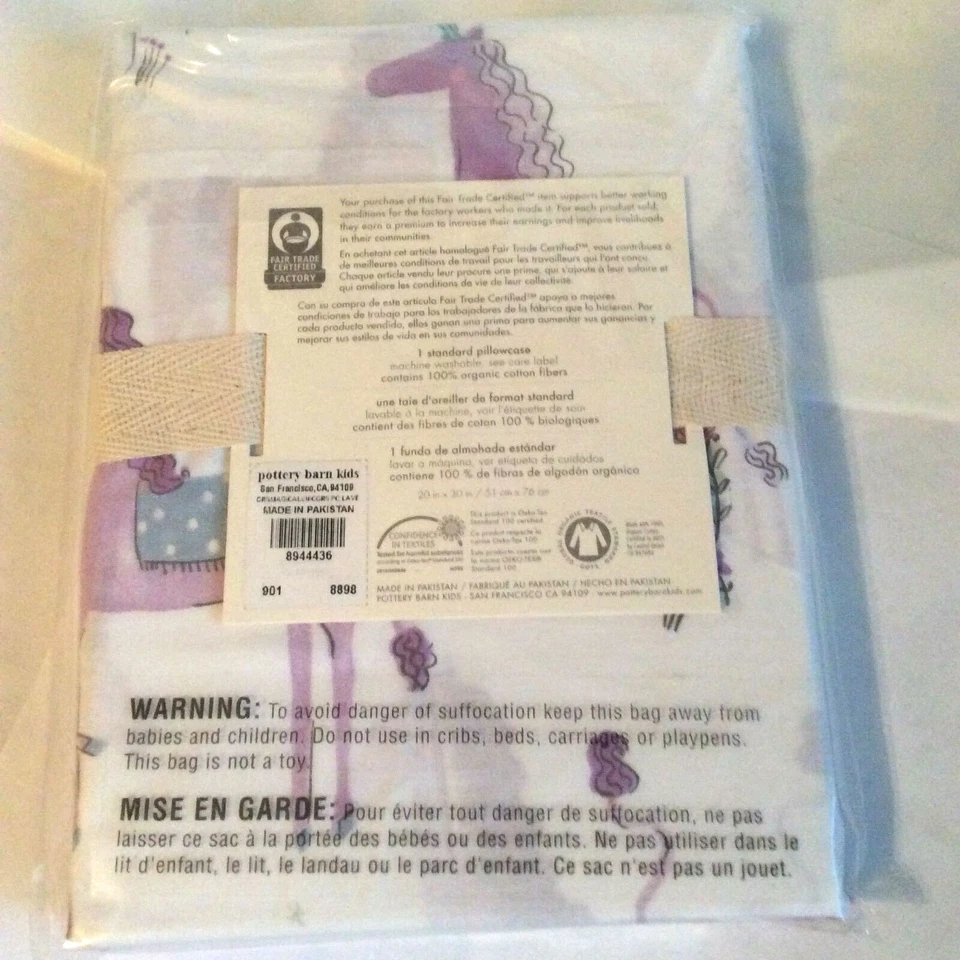 Your purchase of this Fair Trade Certified™ item supports better working
conditions for the factory workers who made it. For each product sold,
they earn a premium to increase their earnings and improve livelihoods
in their communities.
FAIR TRADE
CERTIFIED
FACTORY
En achetant cet article homologué Fair Trade Certified™, vous contribuez à
de meilleures conditions de travail pour les travailleurs qui l'ont conçu.
Chaque article vendu leur procure une prime, qui s'ajoute à leur salaire et
qui améliore les conditions de vie de leur collectivité.
Con su compra de este artículo Fair Trade Certified™ apoya a mejores
condiciones de trabajo para los trabajadores de la fábrica que lo hicieron. Por
cada producto vendido, ellos ganan una prima para aumentar sus ganancias y
mejorar sus estilos de vida en sus comunidades.
1 standard pillowcase
machine washable, see care label
contains 100% organic cotton fibers
une taie d'oreiller de format standard
lavable à la machine, voir l'étiquette de soin
contient des fibres de coton 100 % biologiques
1 funda de almohada estándar
lavar a máquina, ver etiqueta de cuidados
contiene 100 % de fibras de algodón orgánico
20 in x 30 in / 51 cm x 76 cm
pottery barn kids
San Francisco,CA,94109
MADE IN PAKISTAN
8944436
901 8898
CONFIDENCE
IN TEXTILES
This product is Oeko-Tex
Standard 100 certified.
Standard 100
MADE IN PAKISTAN / FABRIQUÉ AU PAKISTAN / HECHO EN PAKISTAN
POTTERY BARN KIDS · SAN FRANCISCO CA 94109 · www.potterybarnkids.com
WARNING: To avoid danger of suffocation keep this bag away from
babies and children. Do not use in cribs, beds, carriages or playpens.
This bag is not a toy.
MISE EN GARDE: Pour éviter tout danger de suffocation, ne pas
laisser ce sac à la portée des bébés ou des enfants. Ne pas utiliser dans le
lit d'enfant, le lit, le landau ou le parc d'enfant. Ce sac n'est pas un jouet.